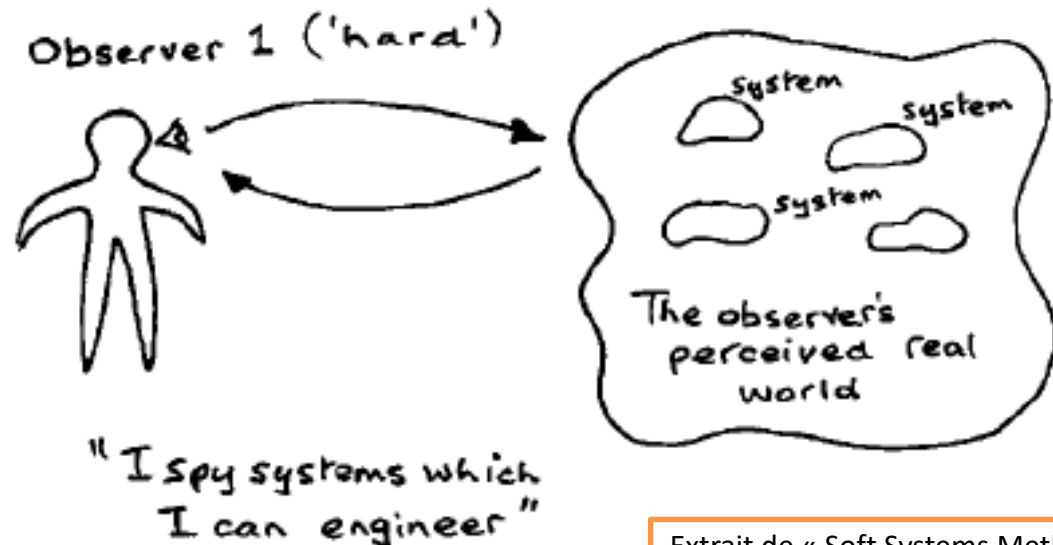 Observer 1 ('hard')
system
system
system
The observer's
perceived real
world
"I spy systems which
I can engineer"
Extrait de « Soft Systems Met